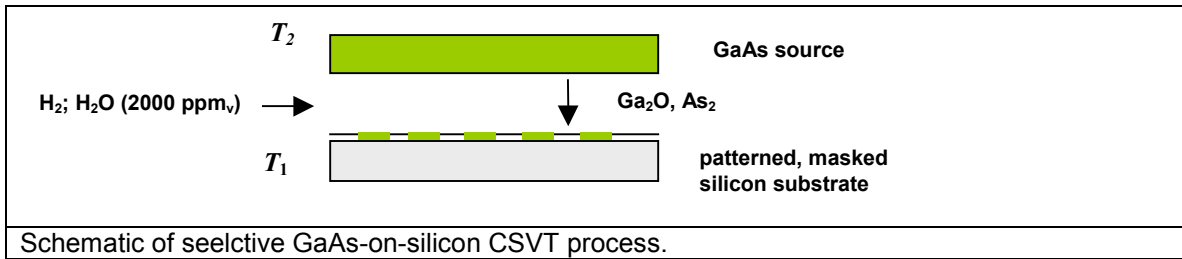 T₂
GaAs source
H₂; H₂O (2000 ppmᵥ)
Ga₂O, As₂
T₁
patterned, masked
silicon substrate
Schematic of seelctive GaAs-on-silicon CSVT process.